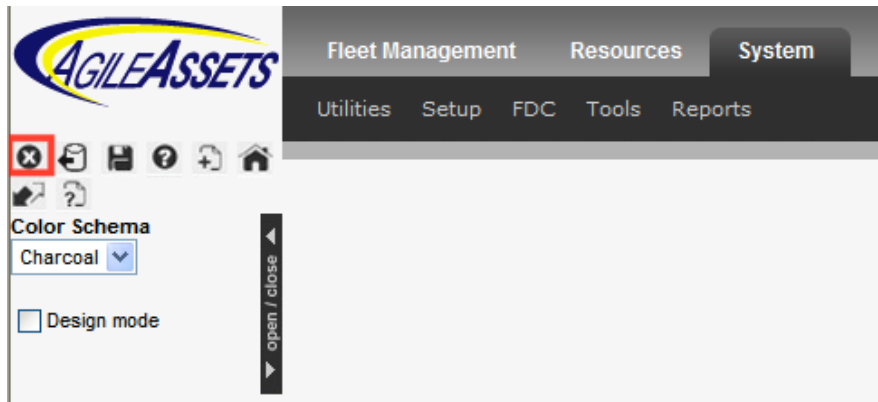 AGILEASSETS
Fleet Management Resources System
Utilities Setup FDC Tools Reports
Color Schema
Charcoal
Design mode
open / close